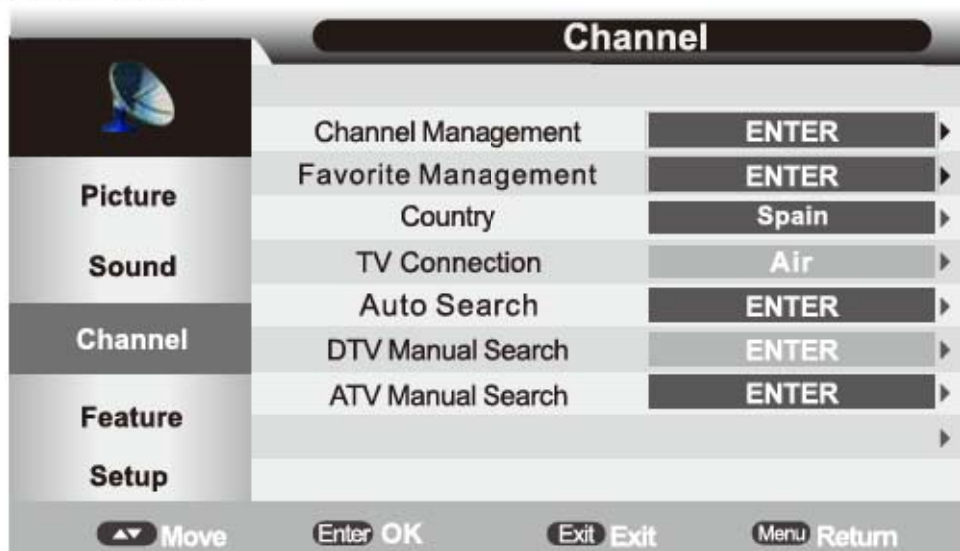 Channel
Picture
Sound
Channel
Feature
Setup
Channel Management ENTER
Favorite Management ENTER
Country Spain
TV Connection Air
Auto Search ENTER
DTV Manual Search ENTER
ATV Manual Search ENTER
Move Enter OK Exit Exit Menu Return